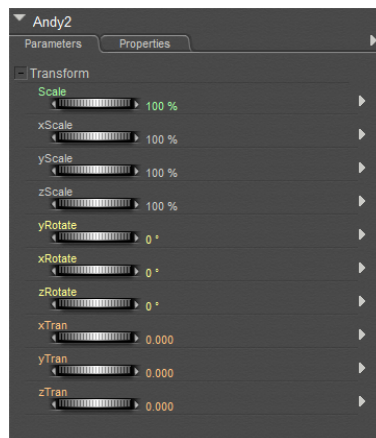 Andy2
Parameters Properties
Transform
Scale
100 %
xScale
100 %
yScale
100 %
zScale
100 %
yRotate
0 °
xRotate
0 °
zRotate
0 °
xTran
0.000
yTran
0.000
zTran
0.000